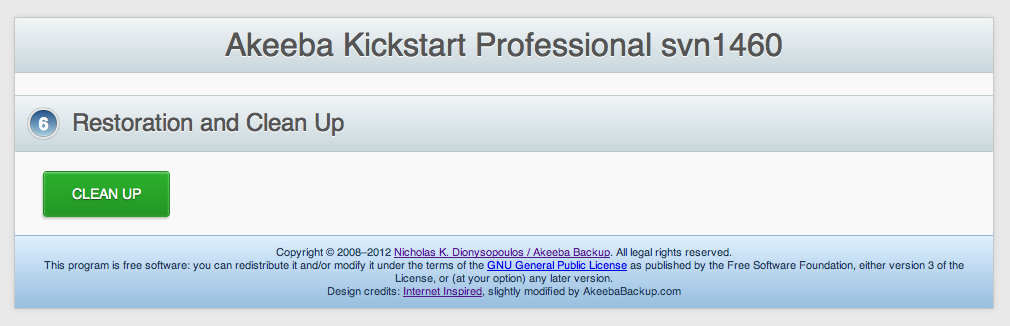 Akeeba Kickstart Professional svn1460
6 Restoration and Clean Up
CLEAN UP
Copyright © 2008–2012 Nicholas K. Dionysopoulos / Akeeba Backup. All legal rights reserved.
This program is free software: you can redistribute it and/or modify it under the terms of the GNU General Public License as published by the Free Software Foundation, either version 3 of the
License, or (at your option) any later version.
Design credits: Internet Inspired, slightly modified by AkeebaBackup.com